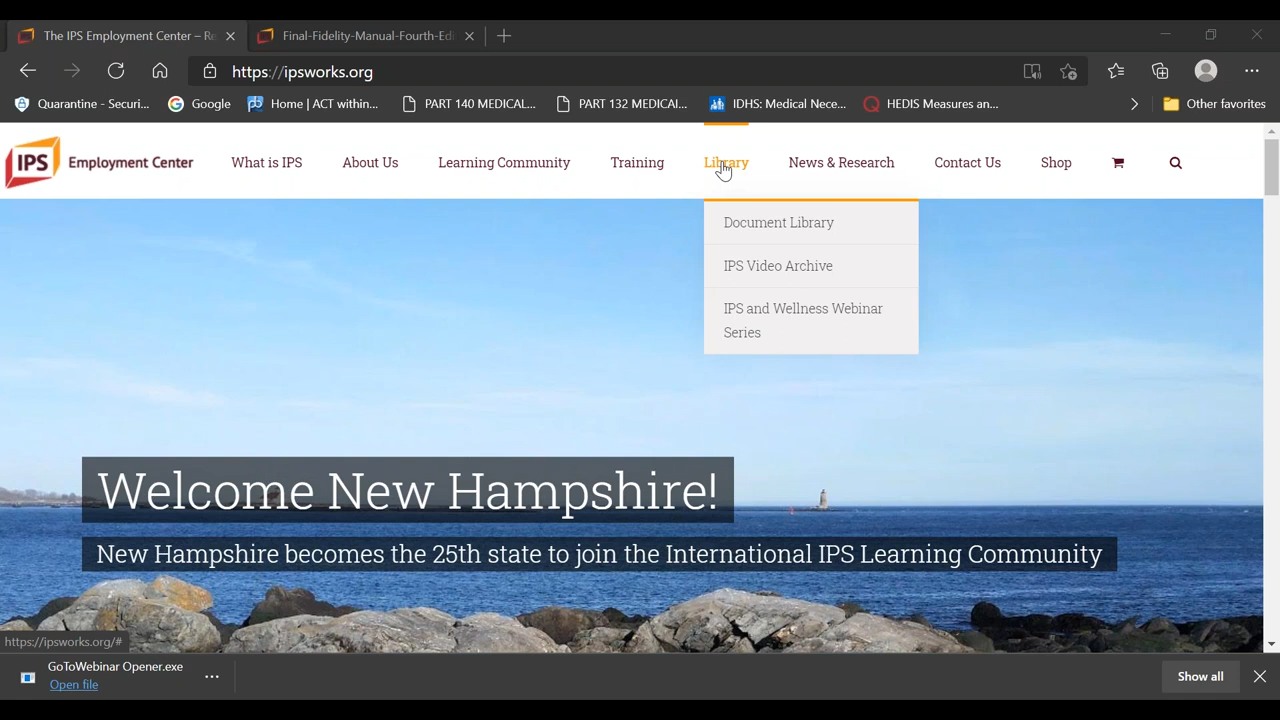 The IPS Employment Center – Re
Final-Fidelity-Manual-Fourth-Edi
https://ipsworks.org
Quarantine - Securi...
Google
Home | ACT within...
PART 140 MEDICAL...
PART 132 MEDICAL...
IDHS: Medical Nece...
HEDIS Measures an...
Other favorites
IPS Employment Center
What is IPS
About Us
Learning Community
Training
Library
News & Research
Contact Us
Shop
Document Library
IPS Video Archive
IPS and Wellness Webinar
Series
Welcome New Hampshire!
New Hampshire becomes the 25th state to join the International IPS Learning Community
https://ipsworks.org/#
GoToWebinar Opener.exe
Open file
Show all